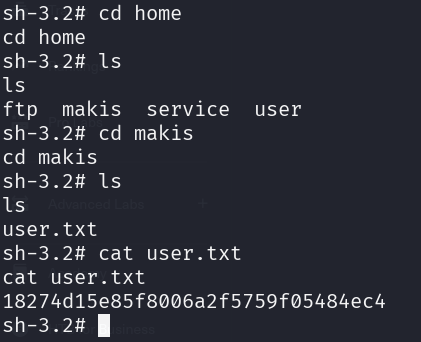 sh-3.2# cd home
cd home
sh-3.2# ls
ls
ftp  makis  service  user
sh-3.2# cd makis
cd makis
sh-3.2# ls
ls
Advanced Labs
user.txt
sh-3.2# cat user.txt
cat user.txt
18274d15e85f8006a2f5759f05484ec4
sh-3.2#